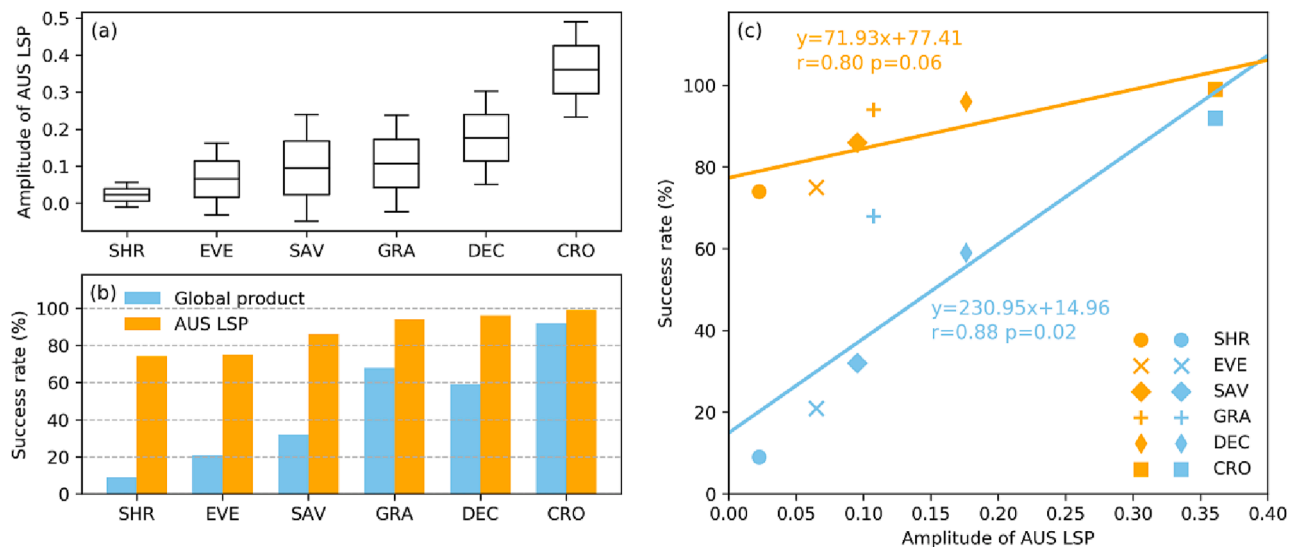 (a)
Amplitude of AUS LSP
0.5
0.4
0.3
0.2
0.1
0.0
SHR EVE SAV GRA DEC CRO
(b)
Global product
AUS LSP
Success rate (%)
100
80
60
40
20
0
SHR EVE SAV GRA DEC CRO
(c)
y=71.93x+77.41
r=0.80 p=0.06
Success rate (%)
100
80
60
40
20
0
y=230.95x+14.96
r=0.88 p=0.02
SHR
EVE
SAV
GRA
DEC
CRO
0.00 0.05 0.10 0.15 0.20 0.25 0.30 0.35 0.40
Amplitude of AUS LSP